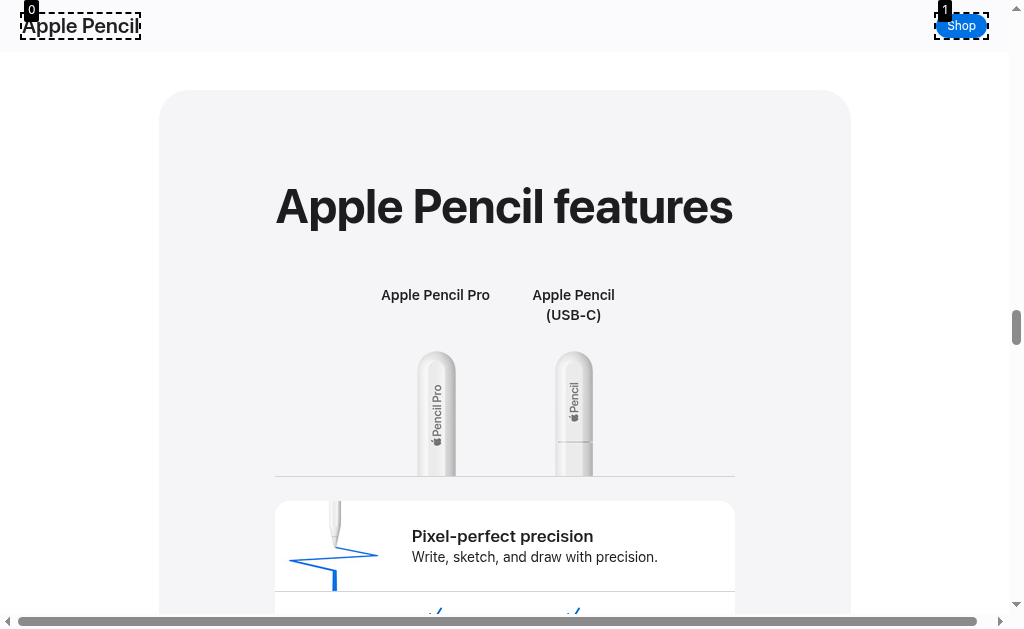 0
Apple Pencil
1
Shop
Apple Pencil features
Apple Pencil Pro
Apple Pencil
(USB-C)
Pencil Pro
Pencil
Pixel-perfect precision
Write, sketch, and draw with precision.